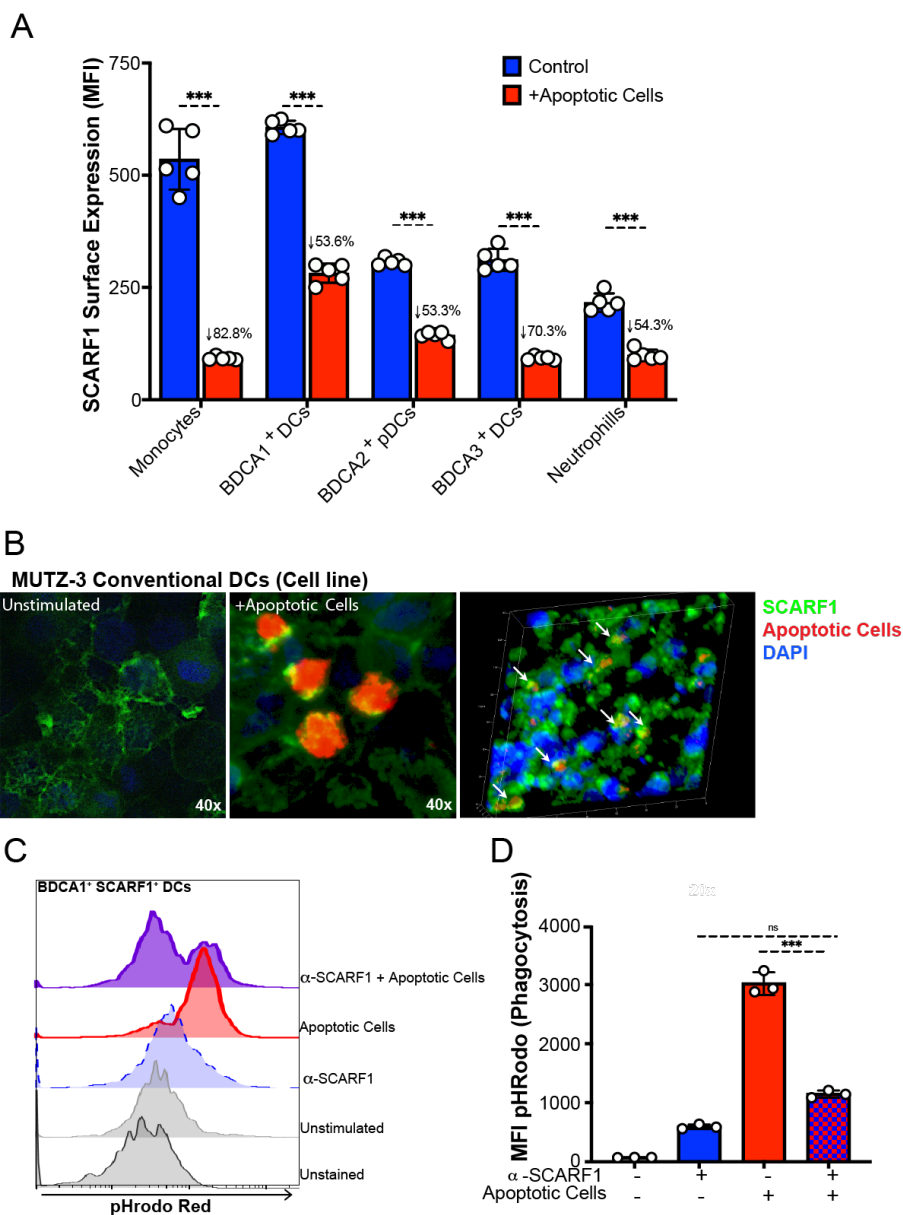 A
SCARF1 Surface Expression (MFI)
750
500
250
0
Control
+Apoptotic Cells
***
***
***
***
***
↓82.8%
↓53.6%
↓53.3%
↓70.3%
↓54.3%
Monocytes
BDCA1+ DCs
BDCA2+ pDCs
BDCA3+ DCs
Neutrophills
B
MUTZ-3 Conventional DCs (Cell line)
Unstimulated
40x
+Apoptotic Cells
40x
SCARF1
Apoptotic Cells
DAPI
C
BDCA1+ SCARF1+ DCs
α-SCARF1 + Apoptotic Cells
Apoptotic Cells
α-SCARF1
Unstimulated
Unstained
pHrodo Red
D
20x
MFI pHRodo (Phagocytosis)
4000
3000
2000
1000
0
ns
***
α-SCARF1 - + - +
Apoptotic Cells - - + +